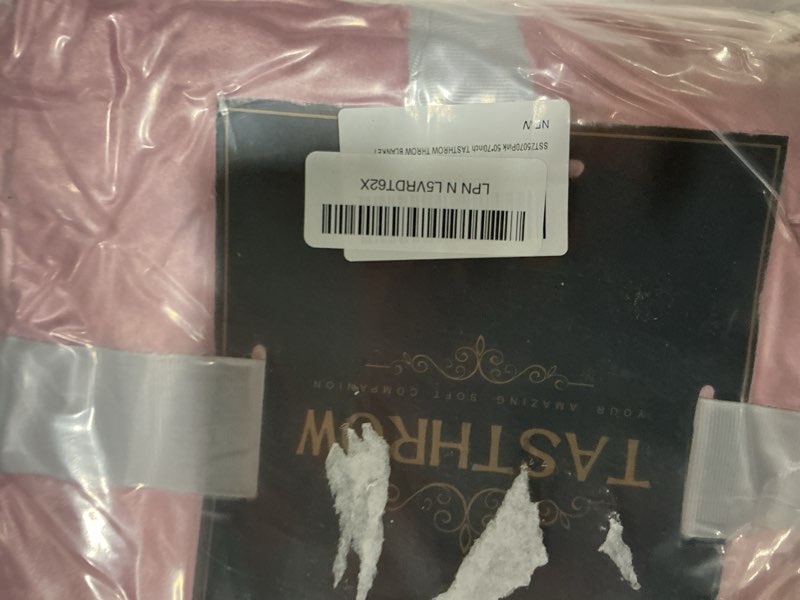 TASTHROW
YOUR AMAZING SOFT COMPANION
LPN N L5VRDT62X
SST25070Pink 50*70inch TASTHROW THROW BLANKET
NEW